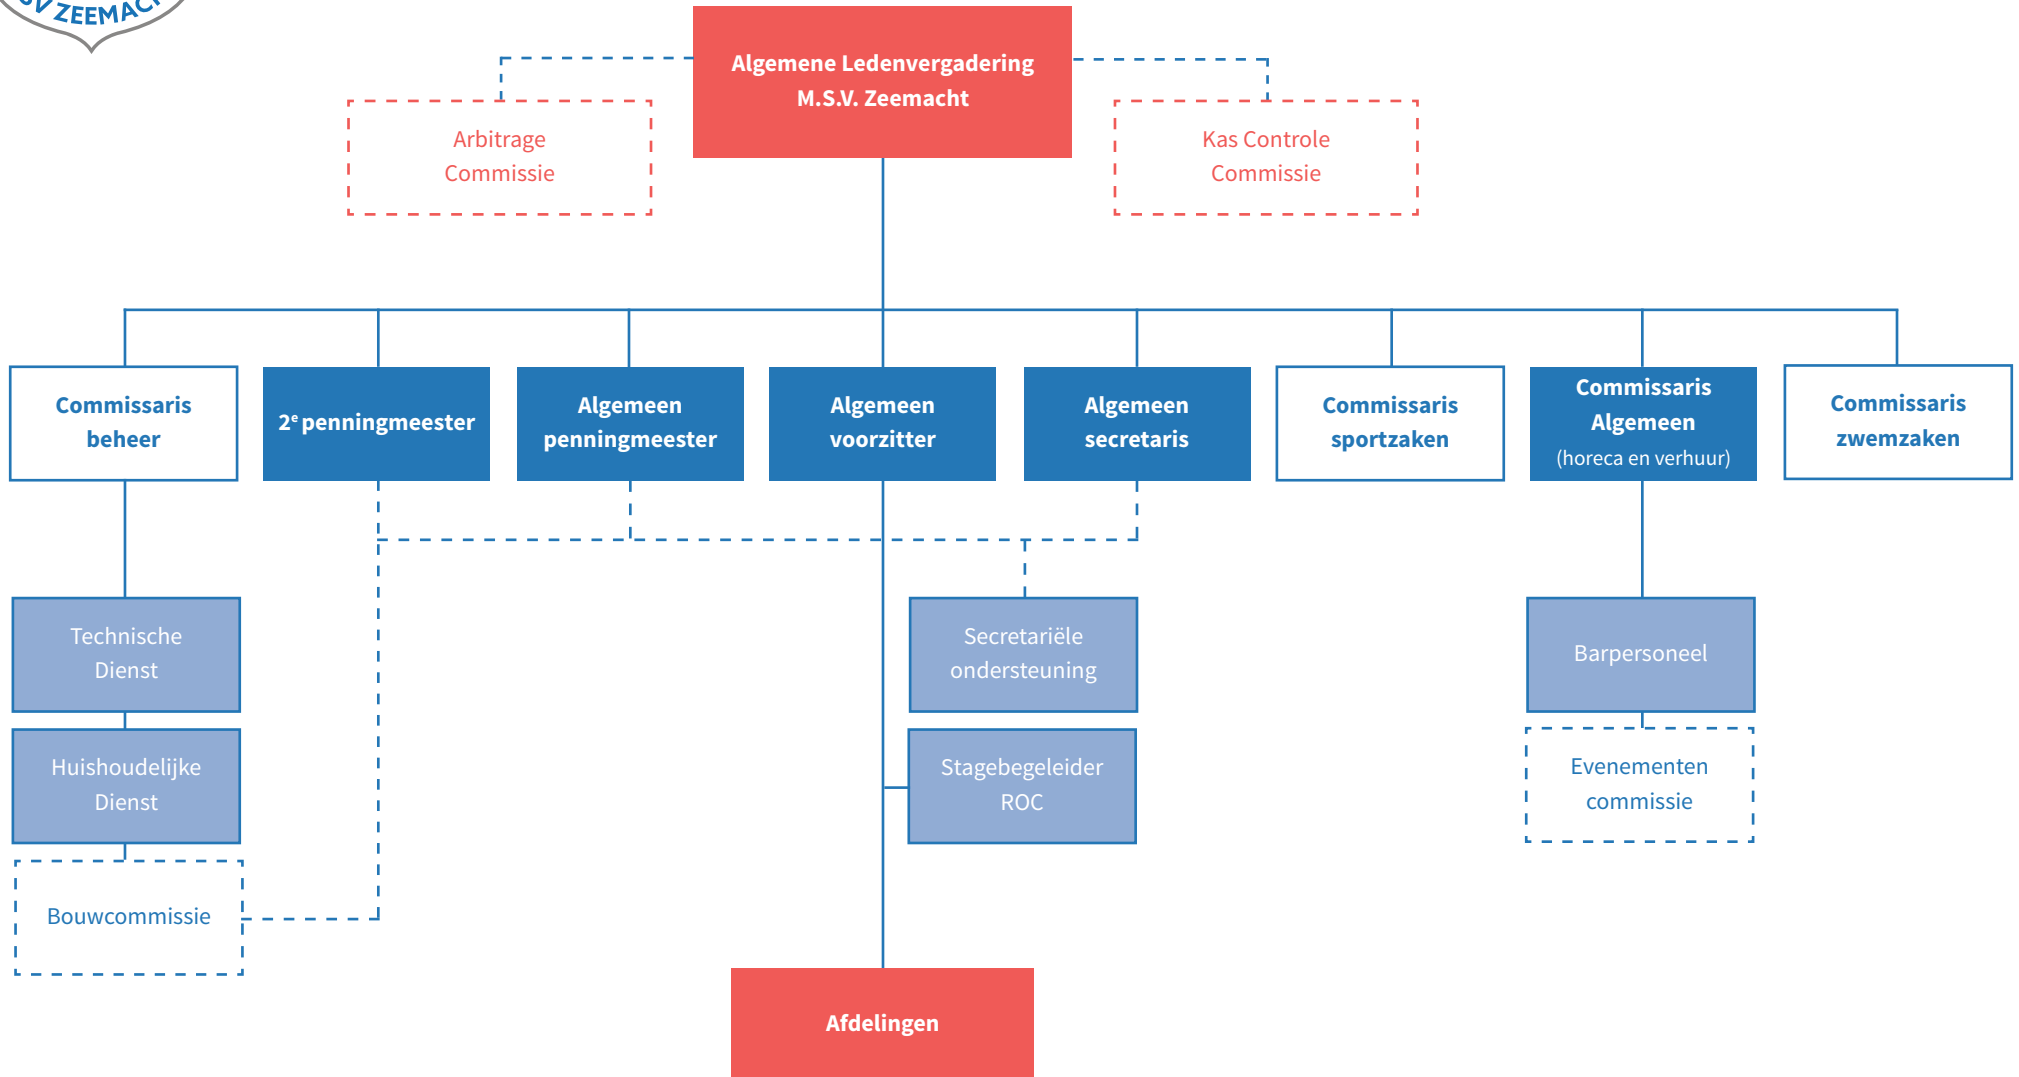 SV ZEEMACH
Algemene Ledenvergadering
M.S.V. Zeemacht
Arbitrage
Commissie
Kas Controle
Commissie
Commissaris
beheer
2e penningmeester
Algemeen
penningmeester
Algemeen
voorzitter
Algemeen
secretaris
Commissaris
sportzaken
Commissaris
Algemeen
(horeca en verhuur)
Commissaris
zwemzaken
Technische
Dienst
Secretariële
ondersteuning
Barpersoneel
Huishoudelijke
Dienst
Stagebegeleider
ROC
Evenementen
commissie
Bouwcommissie
Afdelingen